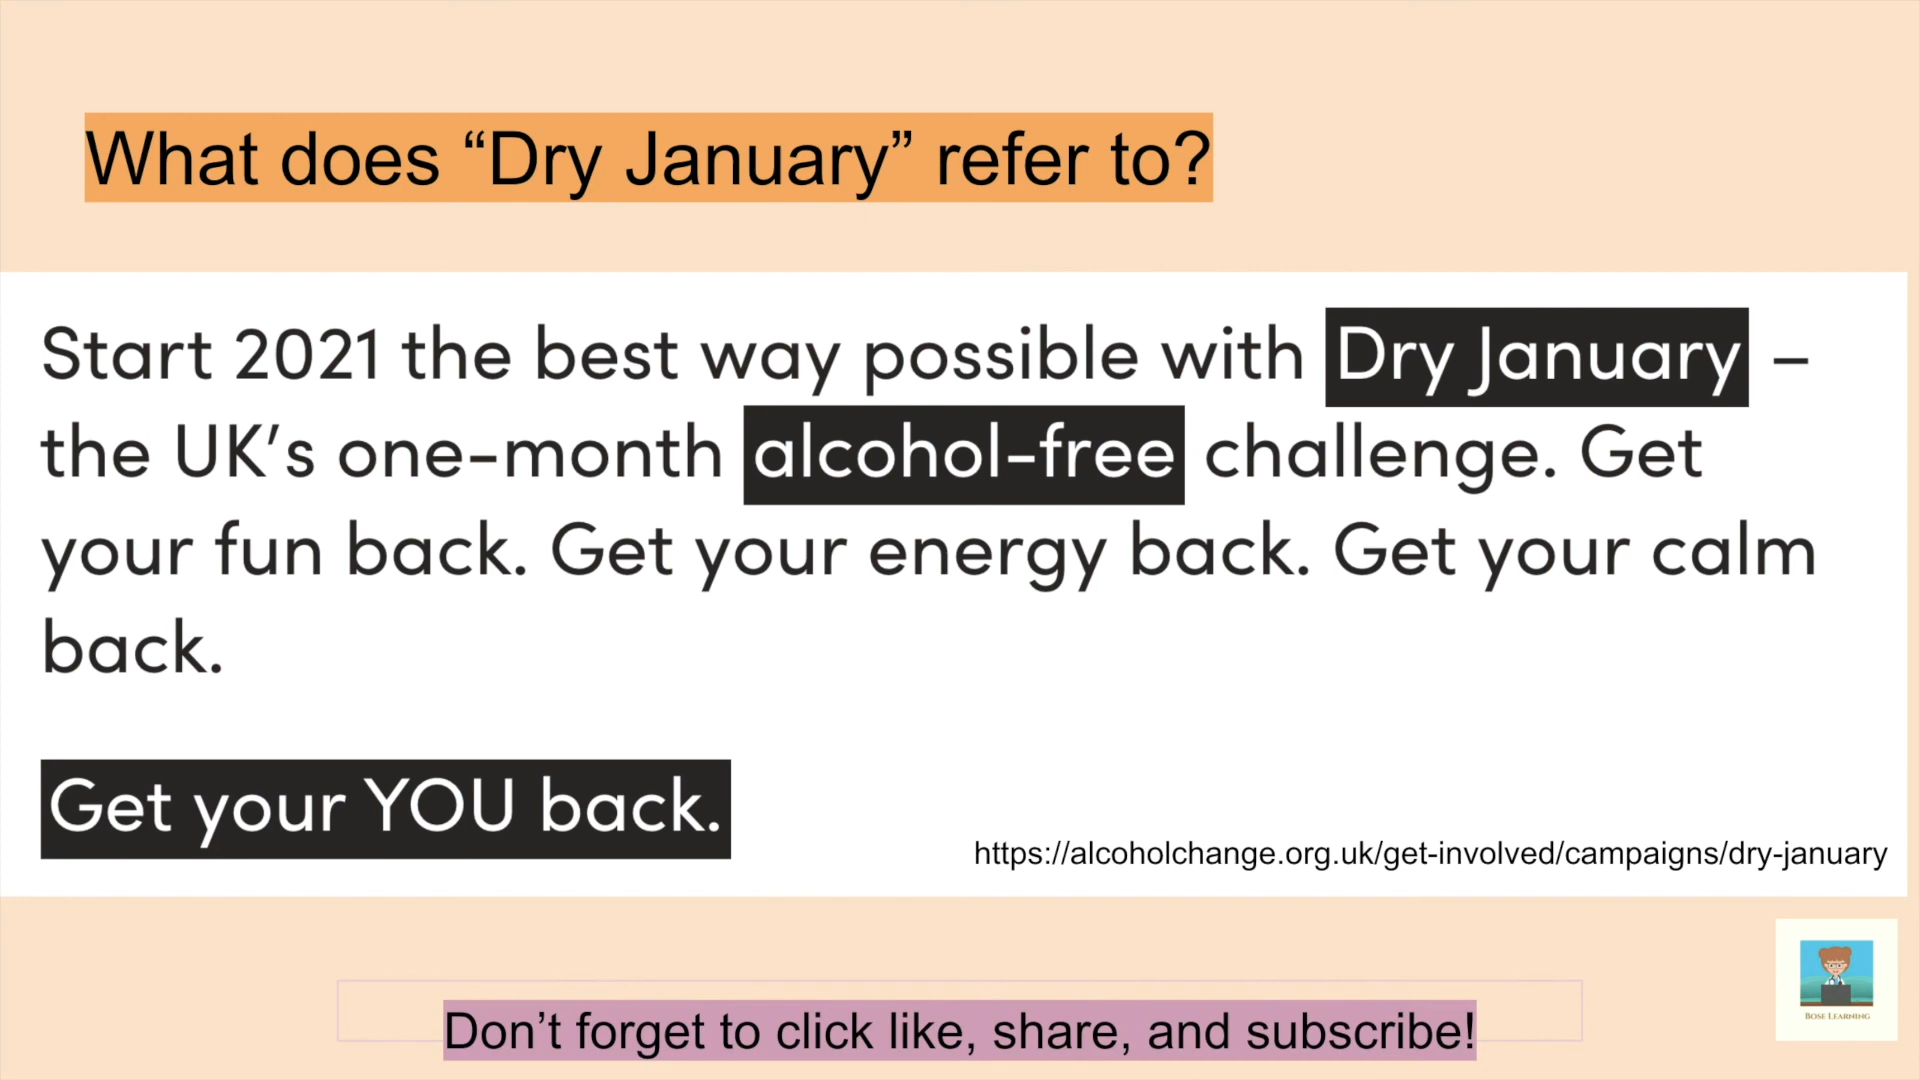 What does “Dry January” refer to?
Start 2021 the best way possible with Dry January –
the UK’s one-month alcohol-free challenge. Get
your fun back. Get your energy back. Get your calm
back.
Get your YOU back.
https://alcoholchange.org.uk/get-involved/campaigns/dry-january
BOSE LEARNING
Don’t forget to click like, share, and subscribe!